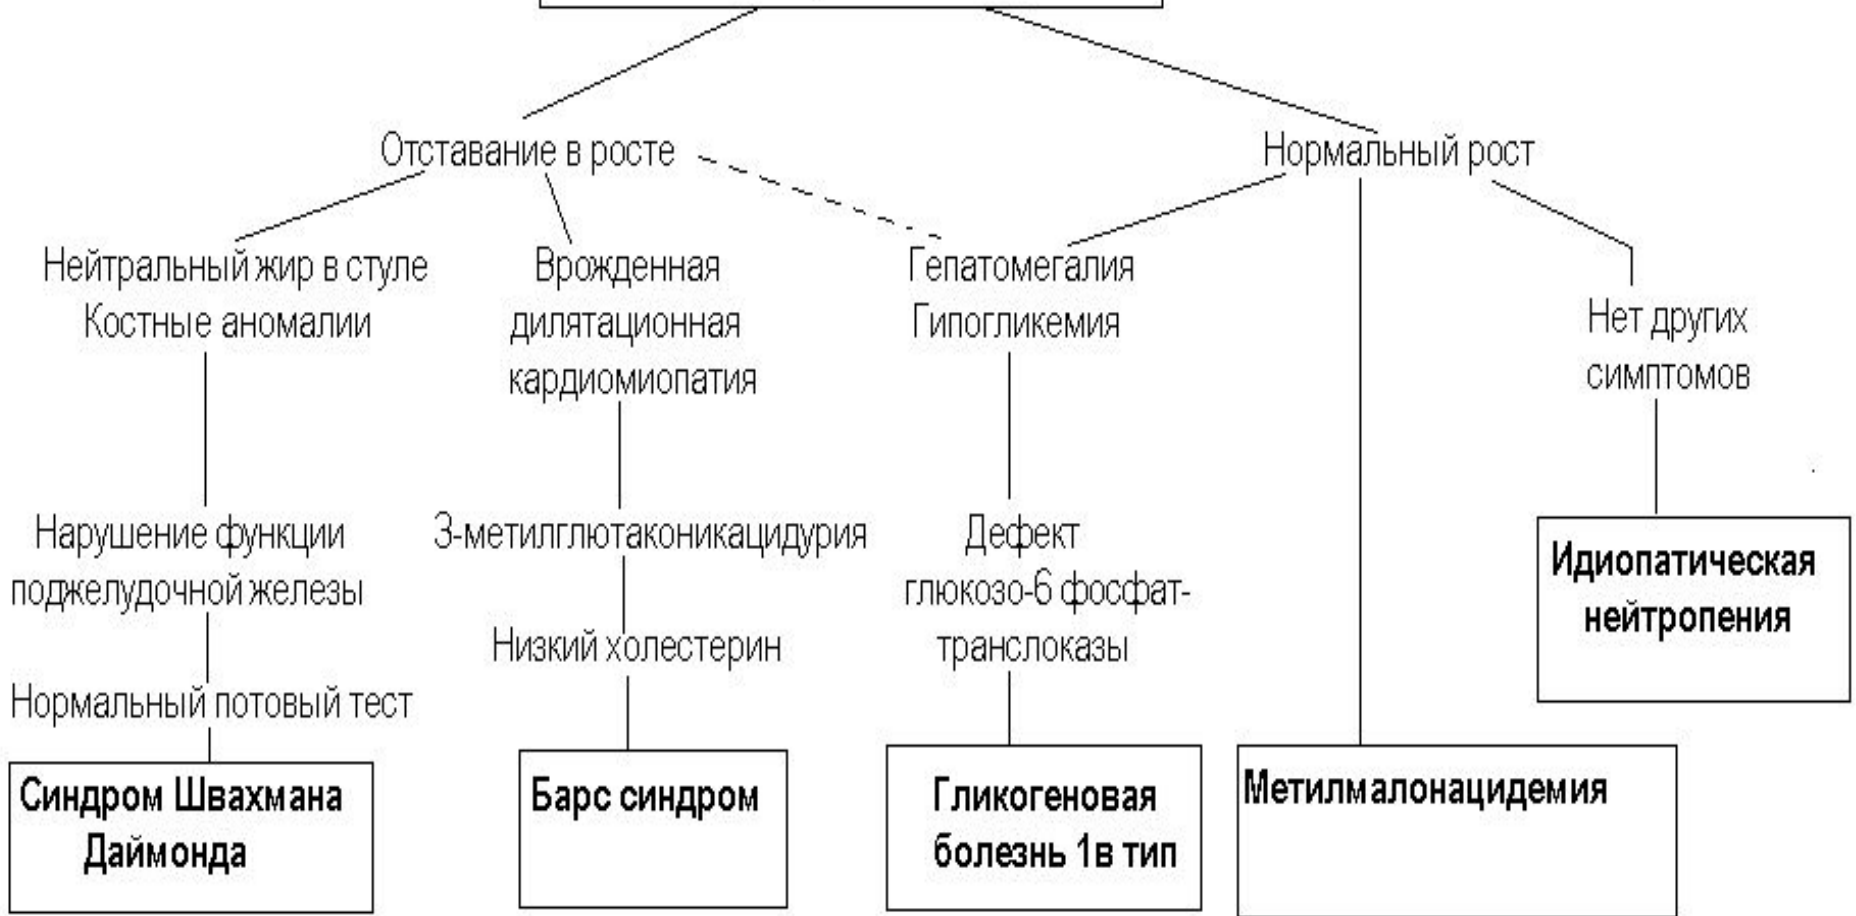 Отставание в росте
Нормальный рост
Нейтральный жир в стуле
Костные аномалии
Врожденная
дилятационная
кардиомиопатия
Гепатомегалия
Гипогликемия
Нет других
симптомов
Нарушение функции
поджелудочной железы
Нормальный потовый тест
3-метилглютаконикацидурия
Низкий холестерин
Дефект
глюкозо-6 фосфат-
транслоказы
Идиопатическая
нейтропения
Синдром Швахмана
Даймонда
Барс синдром
Гликогеновая
болезнь 1в тип
Метилмалонацидемия